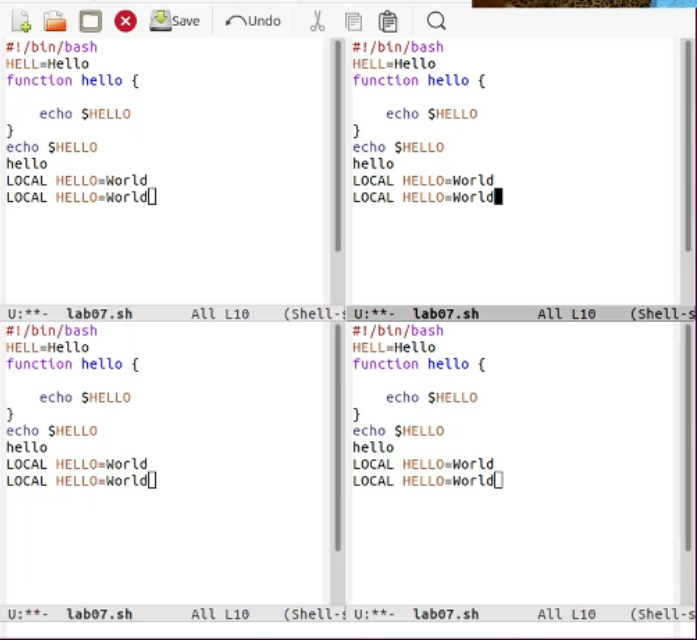 Save Undo
#!/bin/bash
HELL=Hello
function hello {
echo $HELLO
}
echo $HELLO
hello
LOCAL HELLO=World
LOCAL HELLO=World
U:**- lab07.sh All L10 (Shell-s
#!/bin/bash
HELL=Hello
function hello {
echo $HELLO
}
echo $HELLO
hello
LOCAL HELLO=World
LOCAL HELLO=World
U:**- lab07.sh All L10 (Shell-s
#!/bin/bash
HELL=Hello
function hello {
echo $HELLO
}
echo $HELLO
hello
LOCAL HELLO=World
LOCAL HELLO=World
U:**- lab07.sh All L10 (Shell-s
#!/bin/bash
HELL=Hello
function hello {
echo $HELLO
}
echo $HELLO
hello
LOCAL HELLO=World
LOCAL HELLO=World
U:**- lab07.sh All L10 (Shell-s